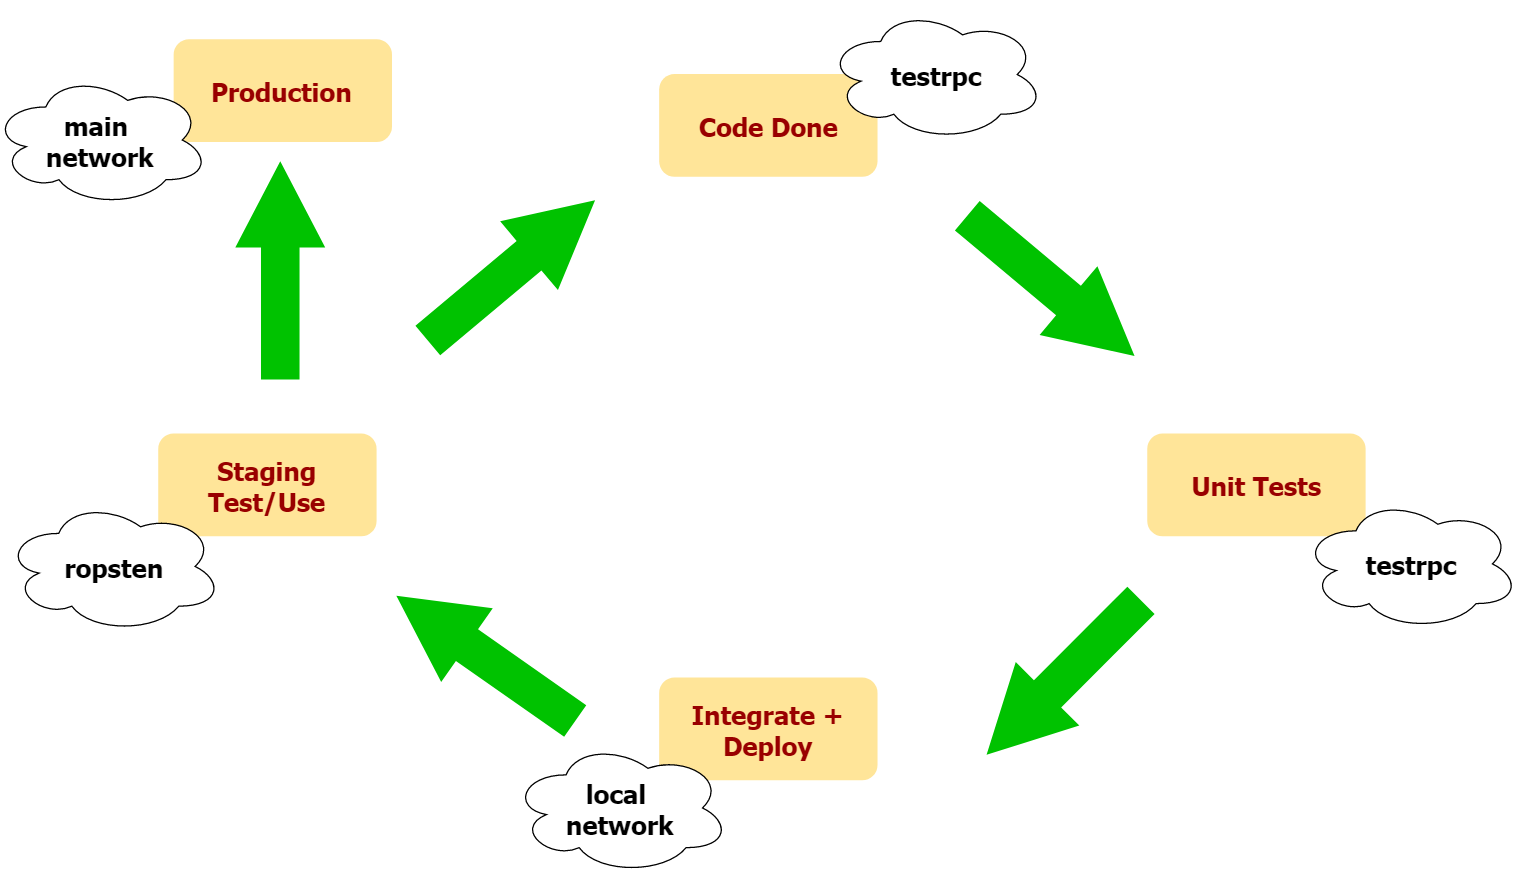 Production
main
network
Code Done
testrpc
Staging
Test/Use
ropsten
Unit Tests
testrpc
Integrate +
Deploy
local
network